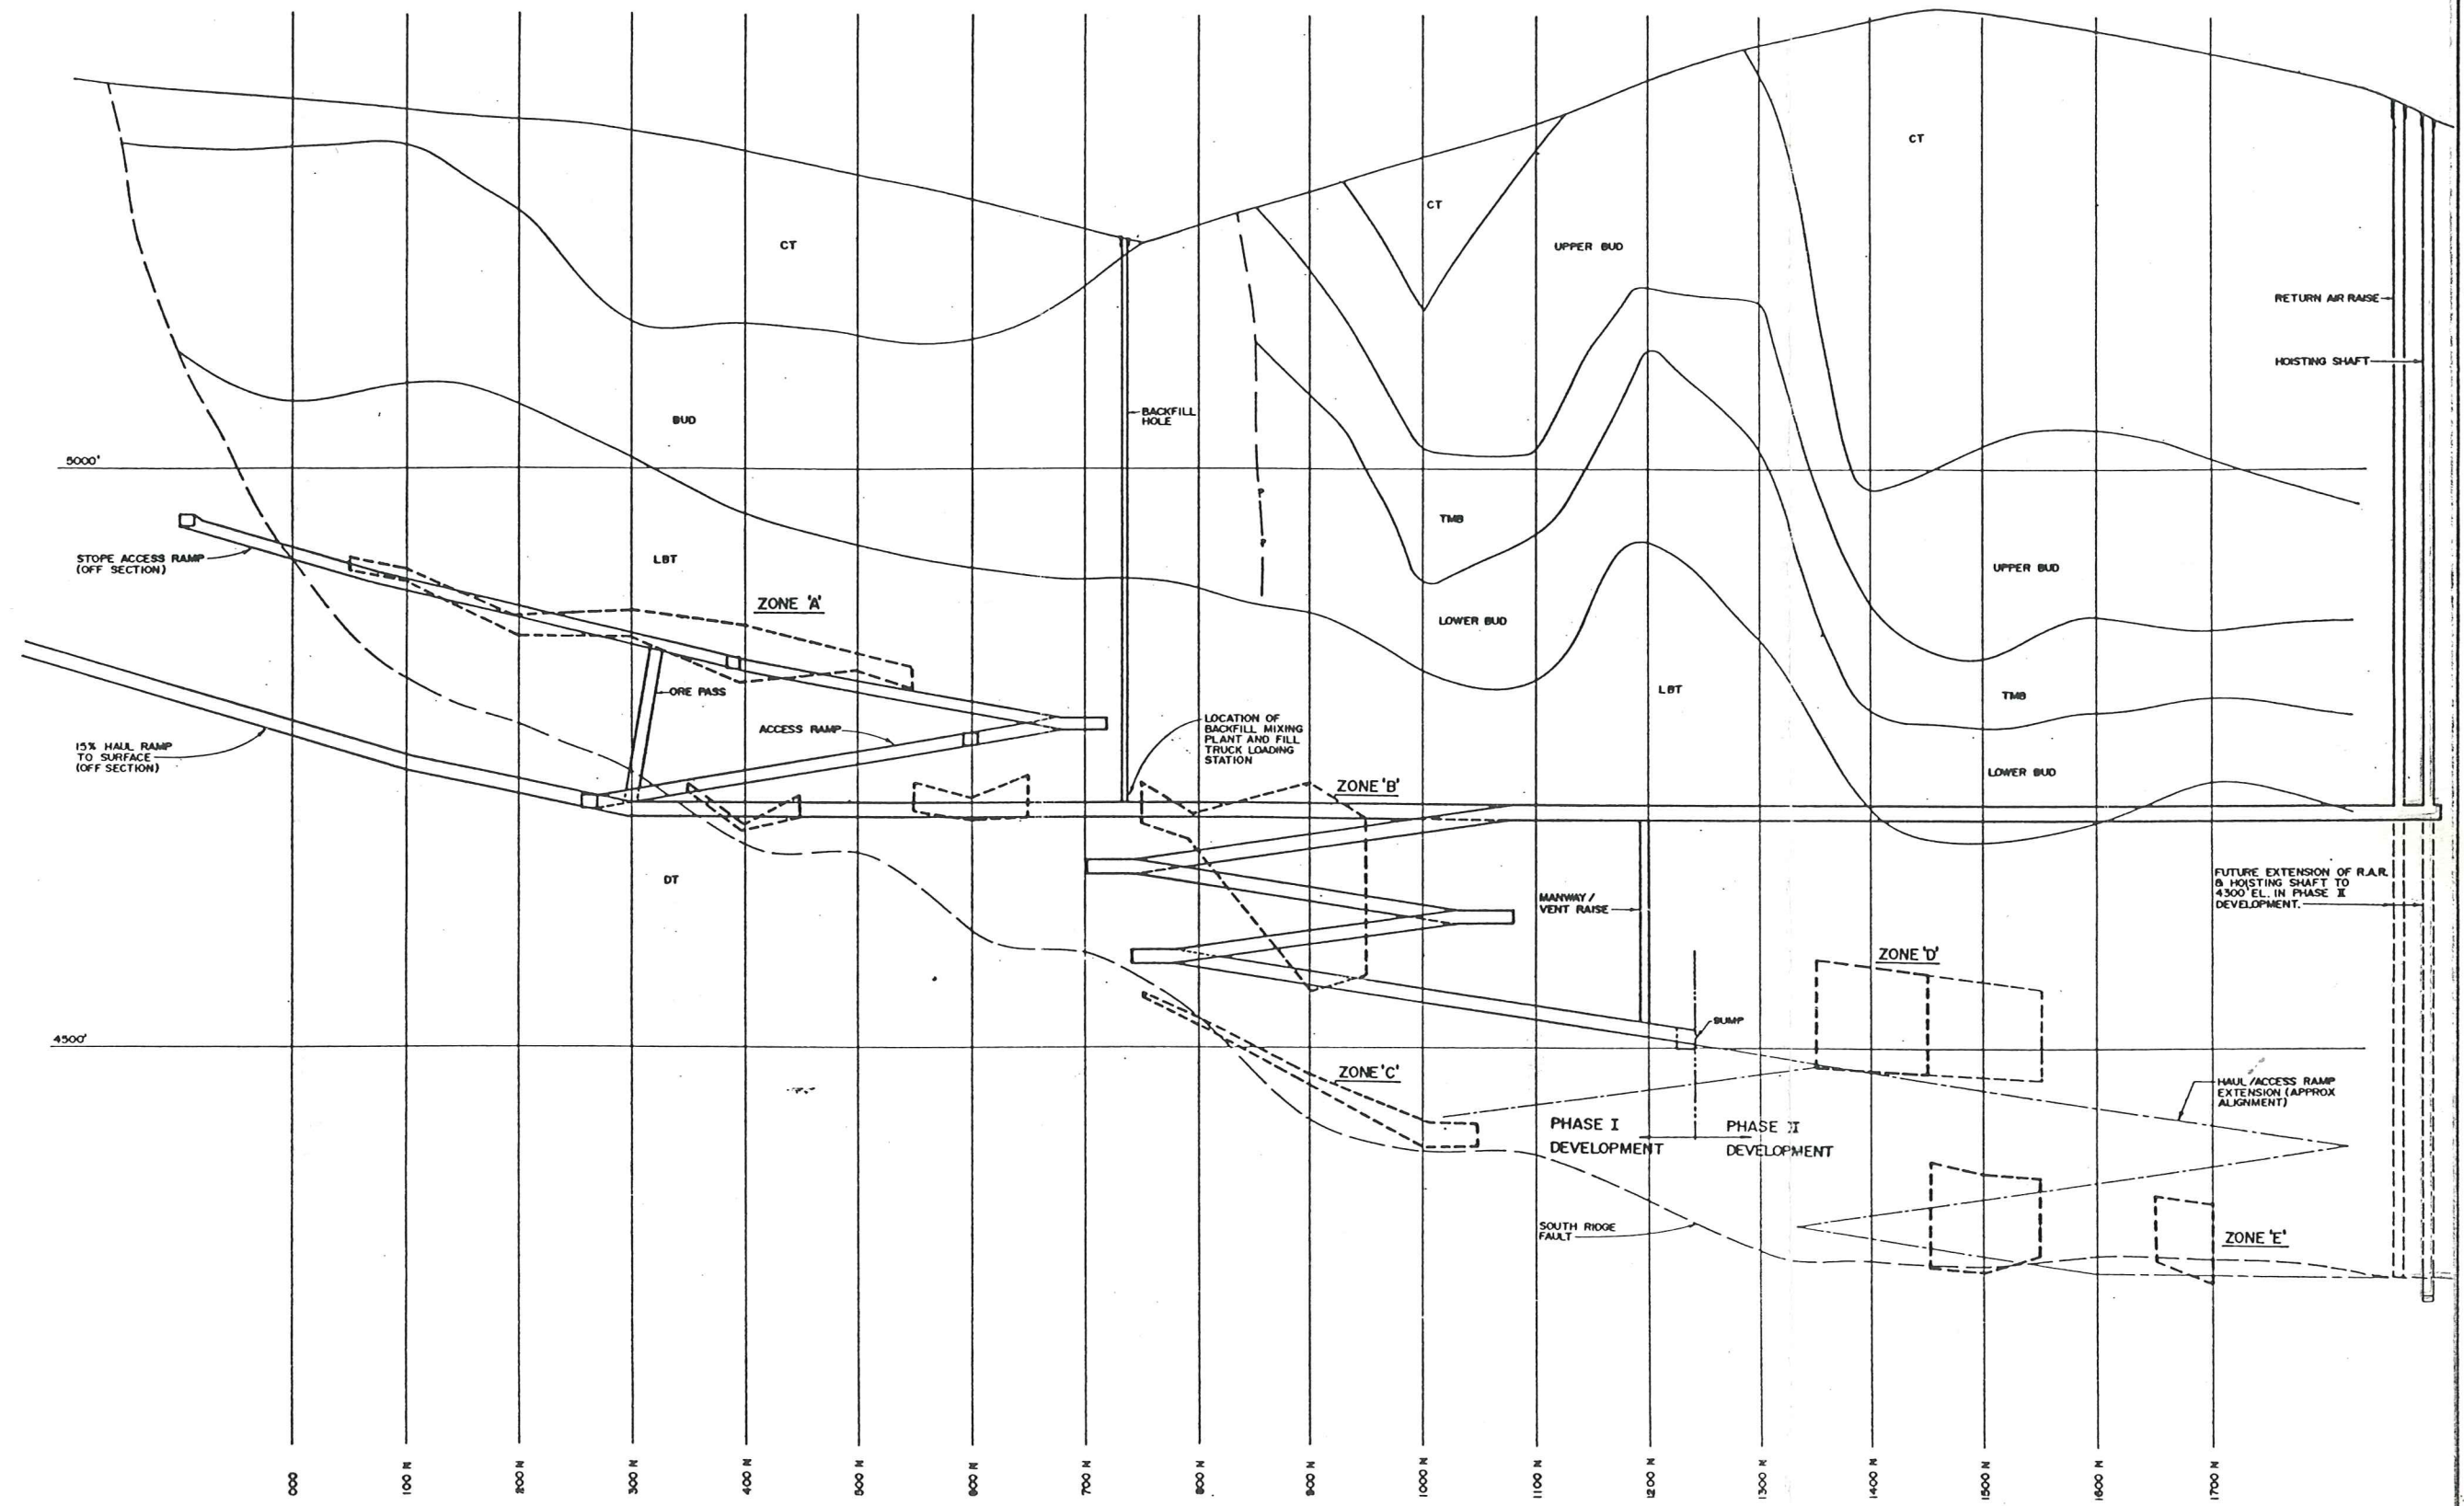 CT
CT
CT
UPPER BUD
RETURN AIR RAISE
HOISTING SHAFT
BACKFILL
HOLE
BUD
5000'
TMB
STOPE ACCESS RAMP
(OFF SECTION)
LBT
ZONE 'A'
UPPER BUD
LOWER BUD
ORE PASS
LBT
TMB
ACCESS RAMP
LOCATION OF
BACKFILL MIXING
PLANT AND FILL
TRUCK LOADING
STATION
15% HAUL RAMP
TO SURFACE
(OFF SECTION)
ZONE 'B'
LOWER BUD
DT
MANWAY/
VENT RAISE
FUTURE EXTENSION OF R.A.R.
& HOISTING SHAFT TO
4300' EL. IN PHASE II
DEVELOPMENT.
ZONE 'D'
SUMP
4500'
ZONE 'C'
HAUL/ACCESS RAMP
EXTENSION (APPROX
ALIGNMENT)
PHASE I
DEVELOPMENT
PHASE II
DEVELOPMENT
SOUTH RIDGE
FAULT
ZONE 'E'
000
100 N
200 N
300 N
400 N
500 N
600 N
700 N
800 N
900 N
1000 N
1100 N
1200 N
1300 N
1400 N
1500 N
1600 N
1700 N